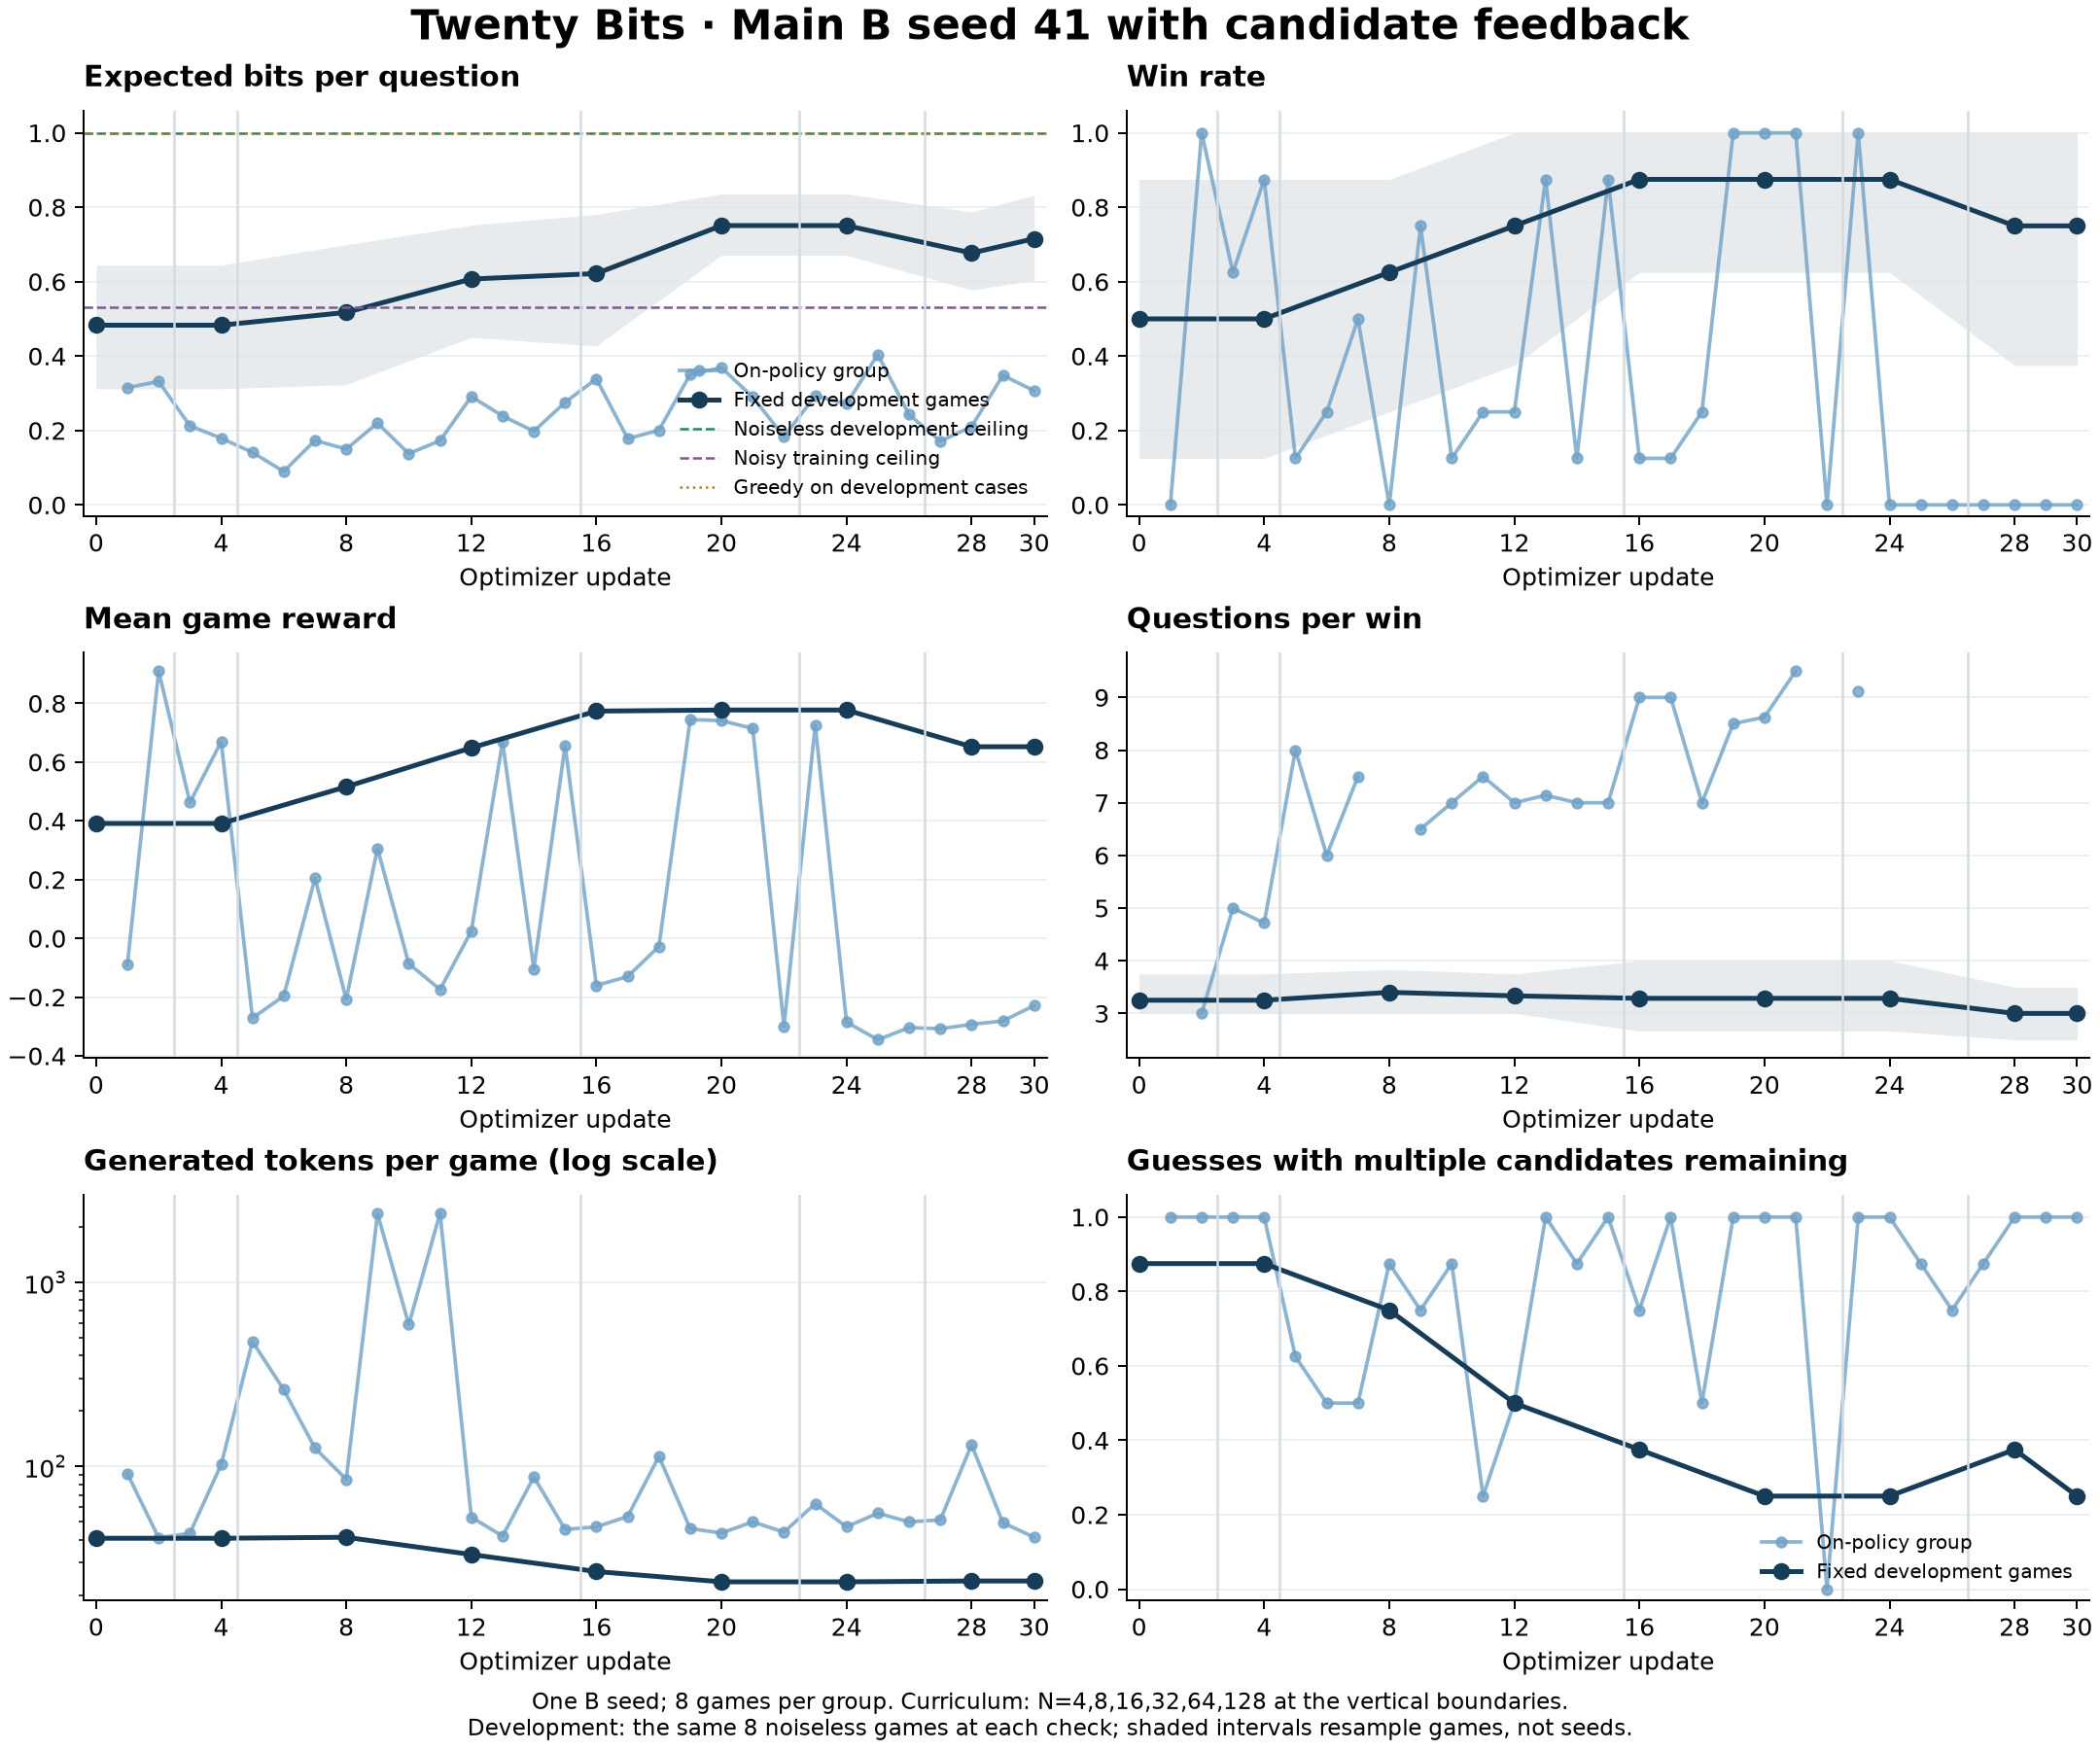 Twenty Bits · Main B seed 41 with candidate feedback
Expected bits per question
1.0
0.8
0.6
0.4
0.2
0.0
On-policy group
Fixed development games
Noiseless development ceiling
Noisy training ceiling
Greedy on development cases
0 4 8 12 16 20 24 28 30
Optimizer update
Win rate
1.0
0.8
0.6
0.4
0.2
0.0
0 4 8 12 16 20 24 28 30
Optimizer update
Mean game reward
0.8
0.6
0.4
0.2
0.0
−0.2
−0.4
0 4 8 12 16 20 24 28 30
Optimizer update
Questions per win
9
8
7
6
5
4
3
0 4 8 12 16 20 24 28 30
Optimizer update
Generated tokens per game (log scale)
10³
10²
0 4 8 12 16 20 24 28 30
Optimizer update
Guesses with multiple candidates remaining
1.0
0.8
0.6
0.4
0.2
0.0
On-policy group
Fixed development games
0 4 8 12 16 20 24 28 30
Optimizer update
One B seed; 8 games per group. Curriculum: N=4,8,16,32,64,128 at the vertical boundaries.
Development: the same 8 noiseless games at each check; shaded intervals resample games, not seeds.